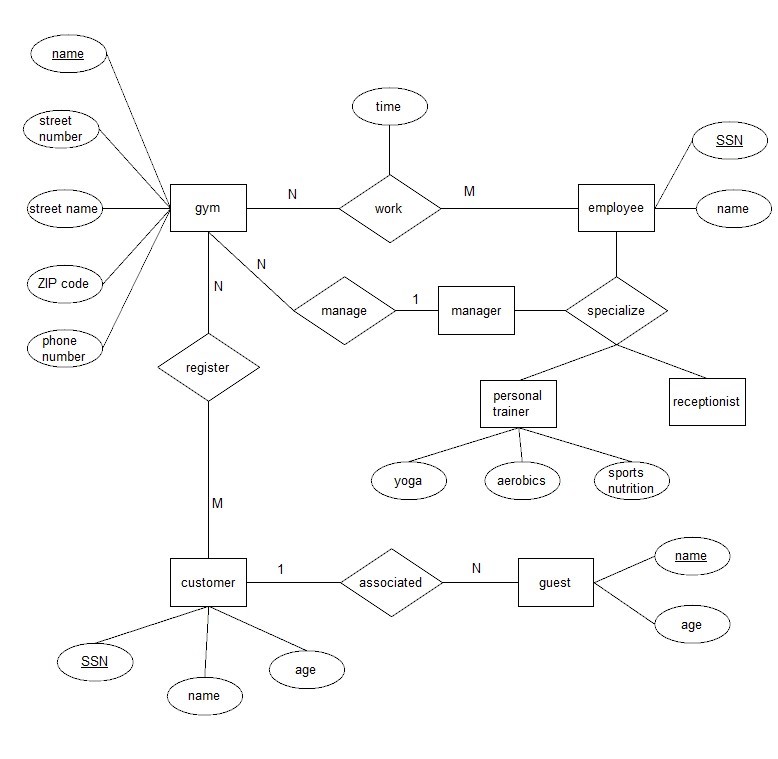 name
time
street
number
SSN
N
M
gym
work
employee
name
street name
N
ZIP code
N
1
manage
manager
specialize
phone
number
register
personal
trainer
receptionist
yoga
aerobics
sports
nutrition
M
name
1
N
customer
associated
guest
age
SSN
name
age